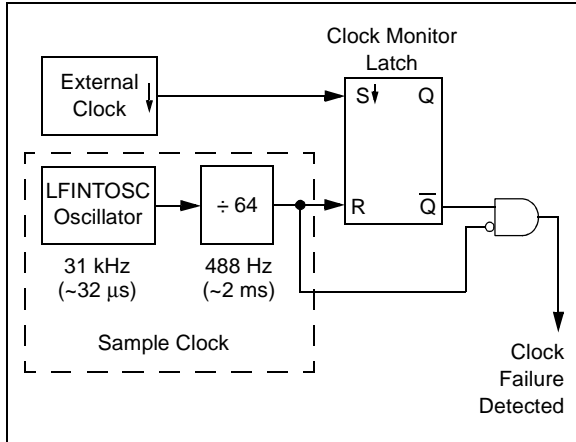 Clock Monitor
Latch
External
Clock
S
Q
LFINTOSC
Oscillator
÷ 64
R
Q̅
31 kHz
(~32 μs)
488 Hz
(~2 ms)
Sample Clock
Clock
Failure
Detected